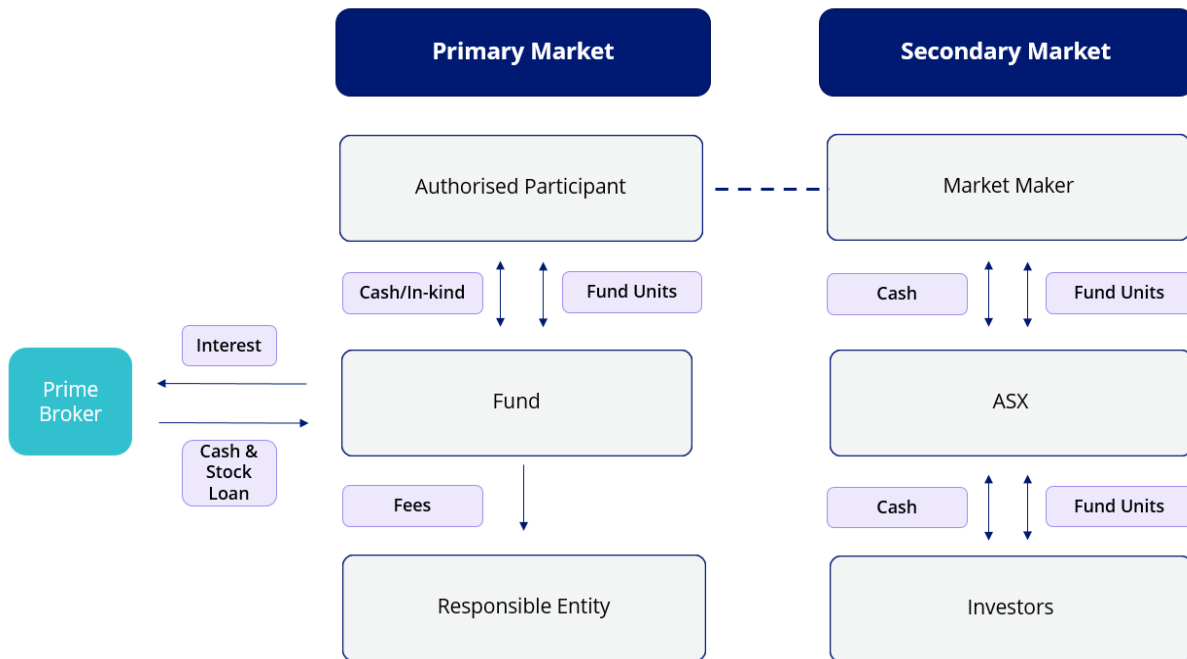 Primary Market
Secondary Market
Authorised Participant
Market Maker
Cash/In-kind
Fund Units
Cash
Fund Units
Interest
Prime
Broker
Fund
ASX
Cash &
Stock
Loan
Fees
Cash
Fund Units
Responsible Entity
Investors